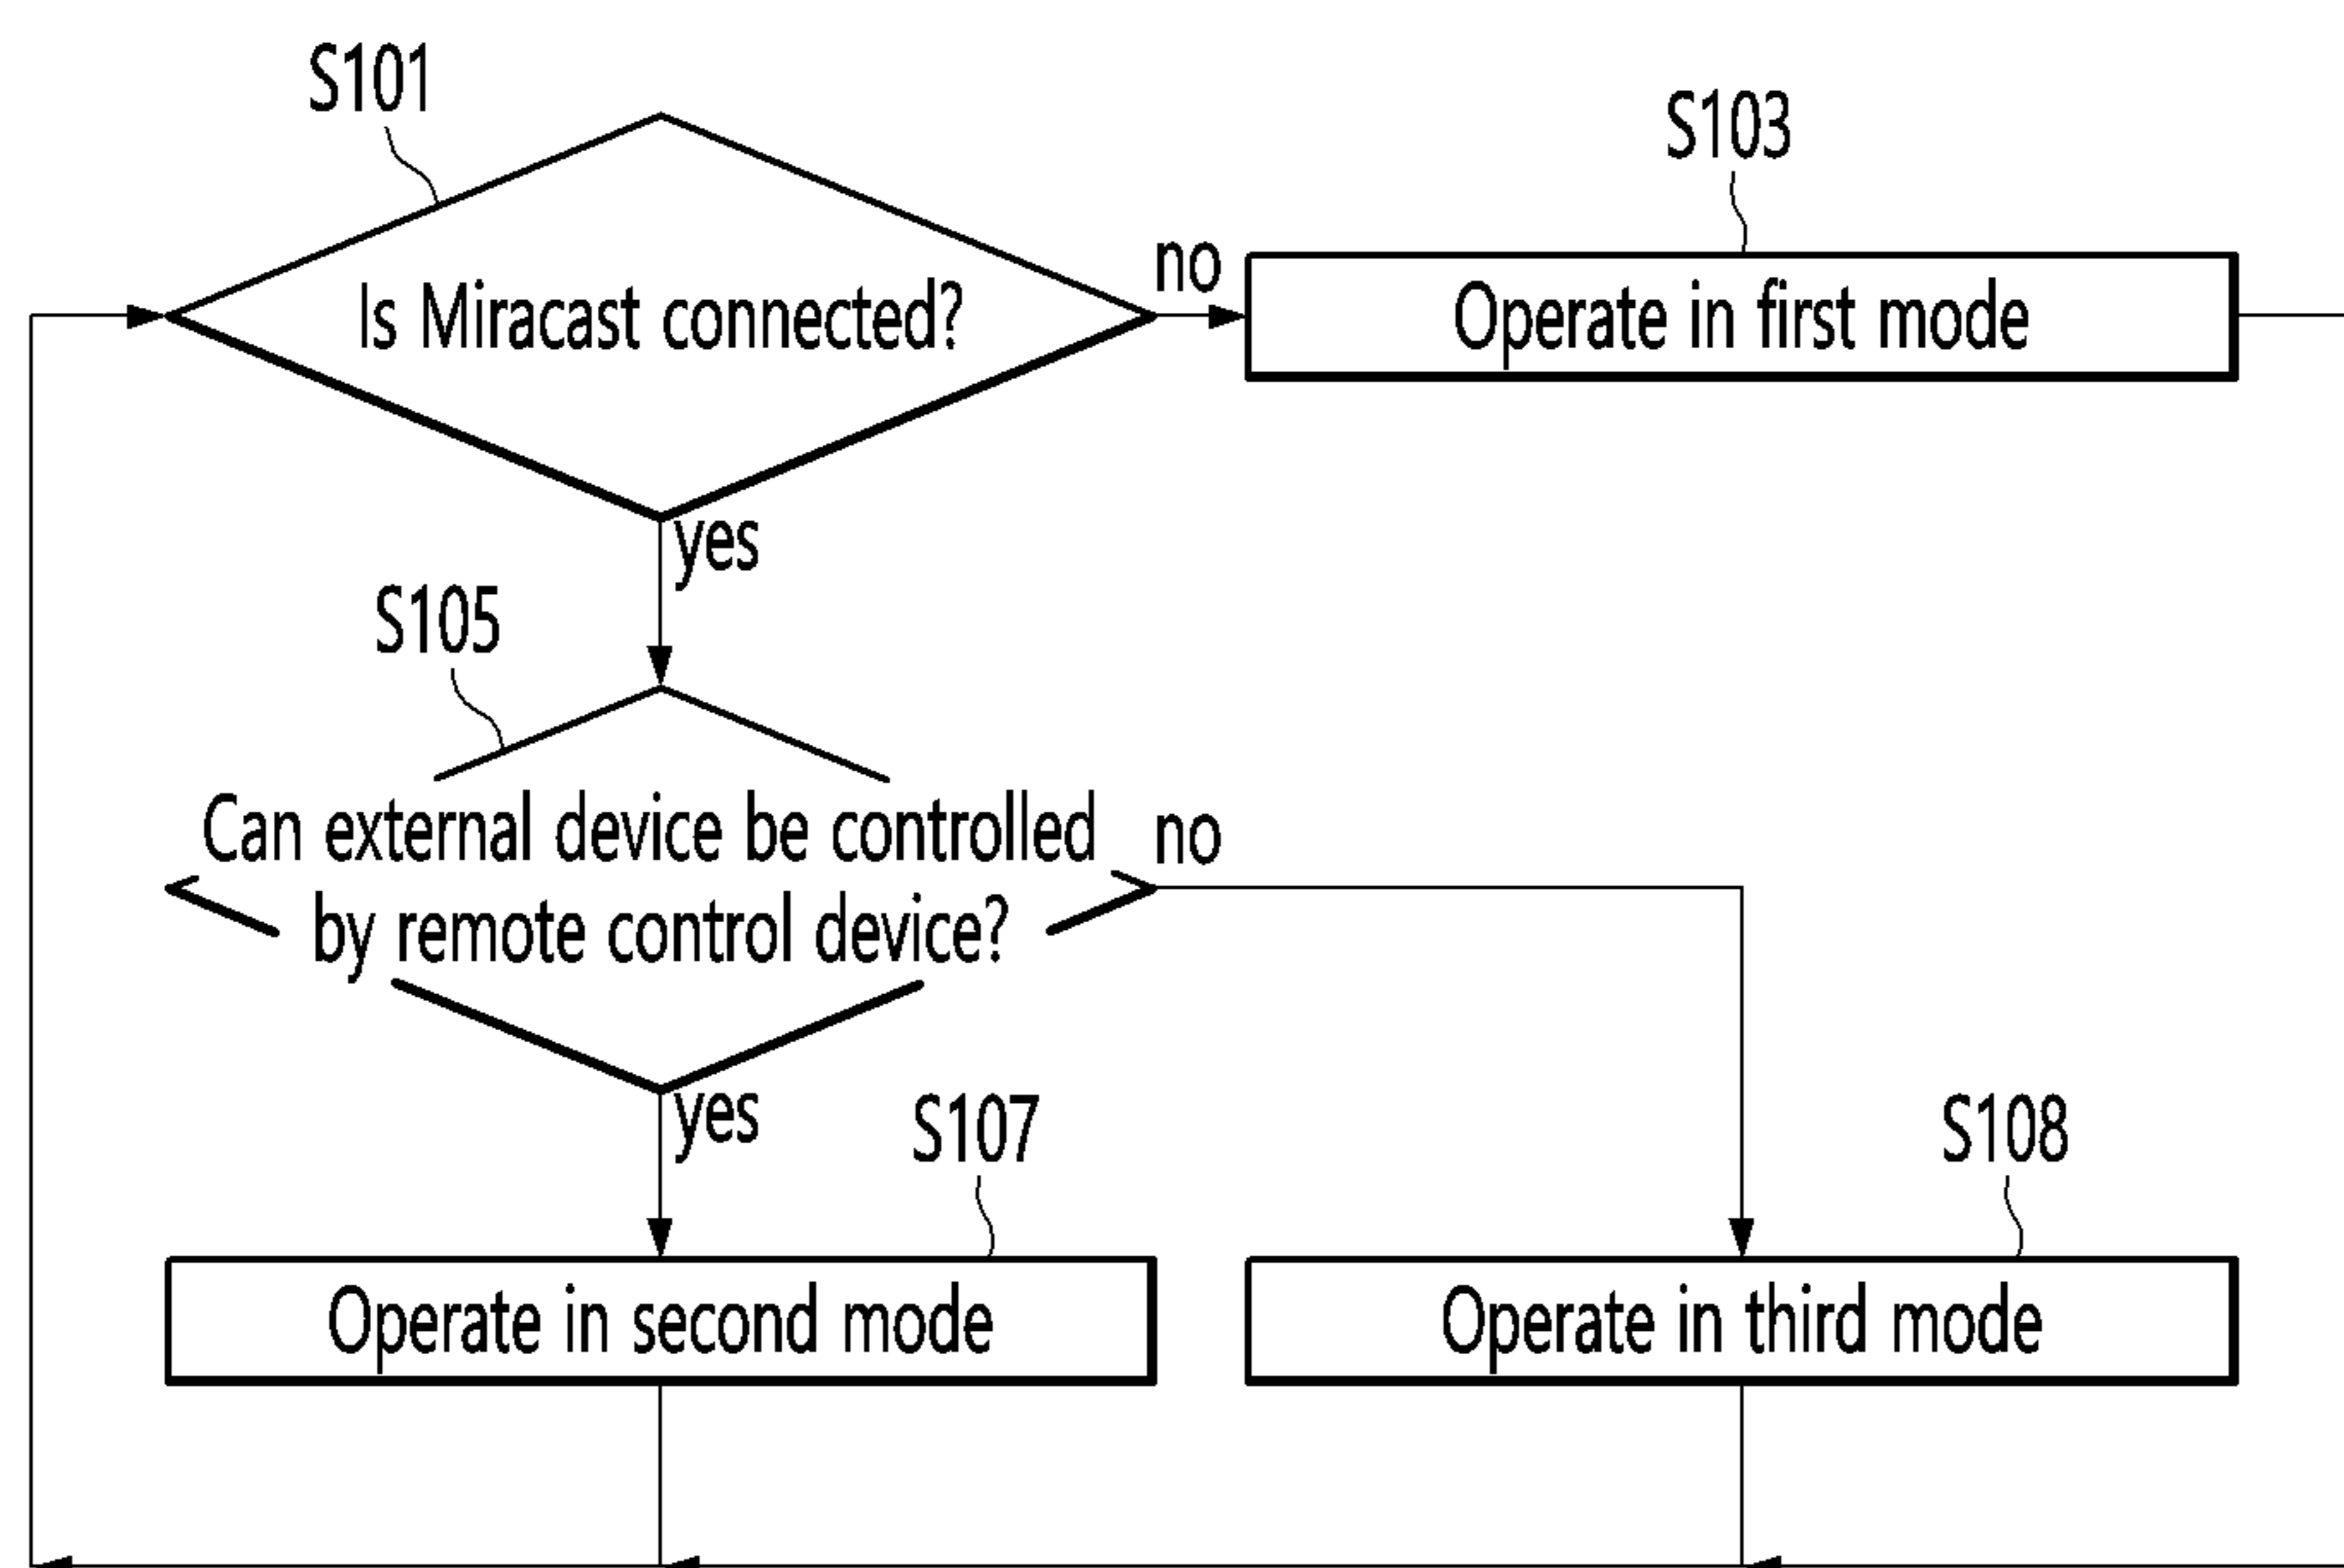 S101
S103
Is Miracast connected?
no
Operate in first mode
yes
S105
Can external device be controlled
by remote control device?
no
yes
S107
S108
Operate in second mode
Operate in third mode